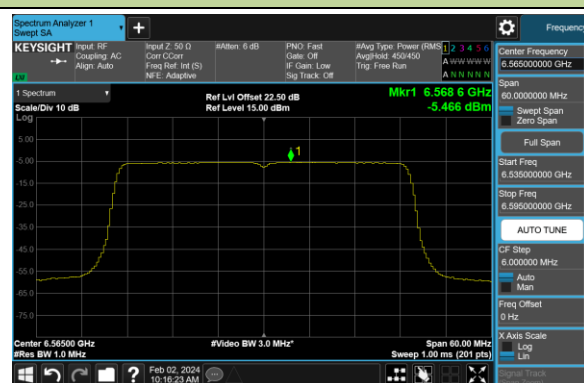 Spectrum Analyzer 1
Swept SA
Frequency
KEYSIGHT
Input: RF
Coupling: AC
Align: Auto
Input Z: 50 Ω
Corr CCorr
Freq Ref: Int (S)
NFE: Adaptive
#Atten: 6 dB
PNO: Fast
Gate: Off
IF Gain: Low
Sig Track: Off
#Avg Type: Power (RMS
Avg|Hold: 450/450
Trig: Free Run
1 2 3 4 5 6
A W W W W W
A N N N N N
1 Spectrum
Scale/Div 10 dB
Log
Ref Lvl Offset 22.50 dB
Ref Level 15.00 dBm
Mkr1 6.568 6 GHz
-5.466 dBm
5.00
-5.00
-15.0
-25.0
-35.0
-45.0
-55.0
-65.0
-75.0
1
Center 6.56500 GHz
#Res BW 1.0 MHz
#Video BW 3.0 MHz*
Span 60.00 MHz
Sweep 1.00 ms (201 pts)
Center Frequency
6.565000000 GHz
Span
60.0000000 MHz
Swept Span
Zero Span
Full Span
Start Freq
6.535000000 GHz
Stop Freq
6.595000000 GHz
AUTO TUNE
CF Step
6.000000 MHz
Auto
Man
Freq Offset
0 Hz
X Axis Scale
Log
Lin
Signal Track
Feb 02, 2024
10:16:23 AM